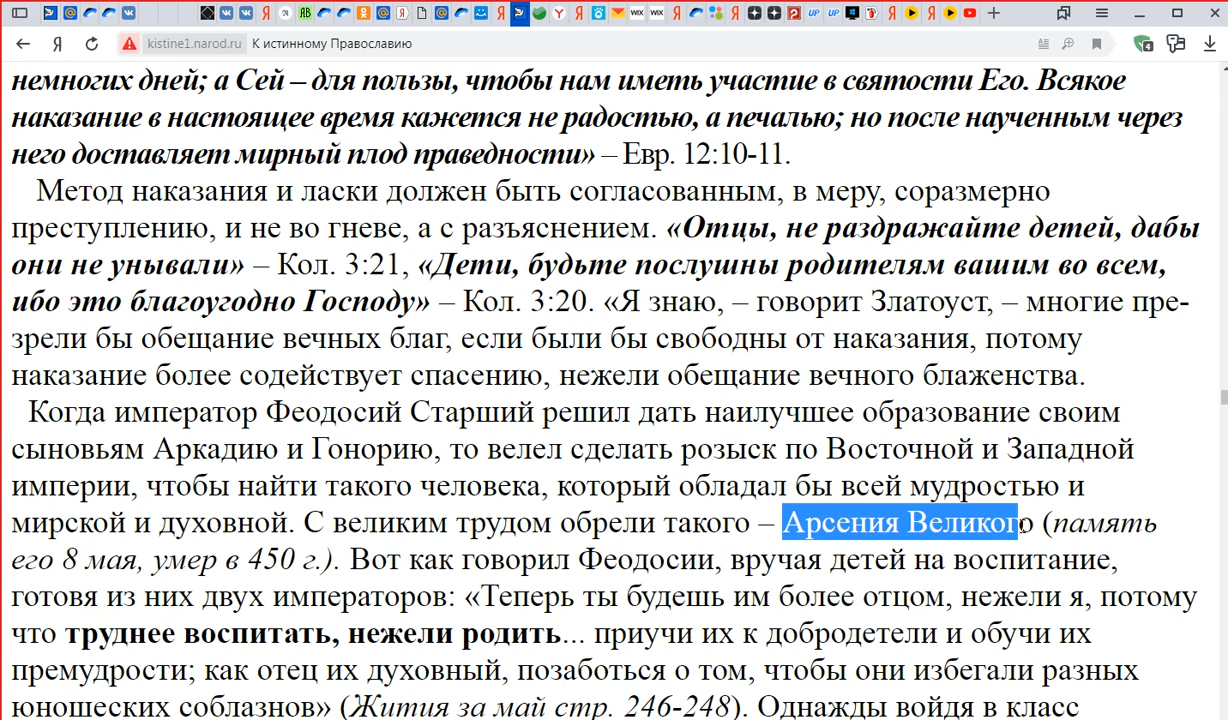 kistine1.narod.ru К истинному Православию
немногих дней; а Сей – для пользы, чтобы нам иметь участие в святости Его. Всякое
наказание в настоящее время кажется не радостью, а печалью; но после наученным через
него доставляет мирный плод праведности» – Евр. 12:10-11.
Метод наказания и ласки должен быть согласованным, в меру, соразмерно
преступлению, и не во гневе, а с разъяснением. «Отцы, не раздражайте детей, дабы
они не унывали» – Кол. 3:21, «Дети, будьте послушны родителям вашим во всем,
ибо это благоугодно Господу» – Кол. 3:20. «Я знаю, – говорит Златоуст, – многие пре-
зрели бы обещание вечных благ, если были бы свободны от наказания, потому
наказание более содействует спасению, нежели обещание вечного блаженства.
Когда император Феодосий Старший решил дать наилучшее образование своим
сыновьям Аркадию и Гонорию, то велел сделать розыск по Восточной и Западной
империи, чтобы найти такого человека, который обладал бы всей мудростью и
мирской и духовной. С великим трудом обрели такого – Арсения Великого (память
его 8 мая, умер в 450 г.). Вот как говорил Феодосии, вручая детей на воспитание,
готовя из них двух императоров: «Теперь ты будешь им более отцом, нежели я, потому
что труднее воспитать, нежели родить... приучи их к добродетели и обучи их
премудрости; как отец их духовный, позаботься о том, чтобы они избегали разных
юношеских соблазнов» (Жития за май стр. 246-248). Однажды войдя в класс